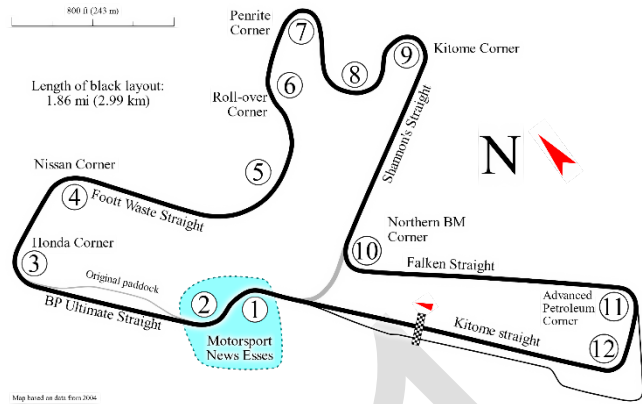 800 ft (243 m)
Length of black layout:
1.86 mi (2.99 km)
Penrite
Corner
7
8
9
Kitome Corner
6
Roll-over
Corner
5
N
Shannon's Straight
Nissan Corner
4
Foott Waste Straight
Honda Corner
3
Original paddock
BP Ultimate Straight
2
1
Motorsport
News Esses
10
Northern BM
Corner
Falken Straight
Advanced
Petroleum
Corner
11
12
Kitome straight
Map based on data from 2004